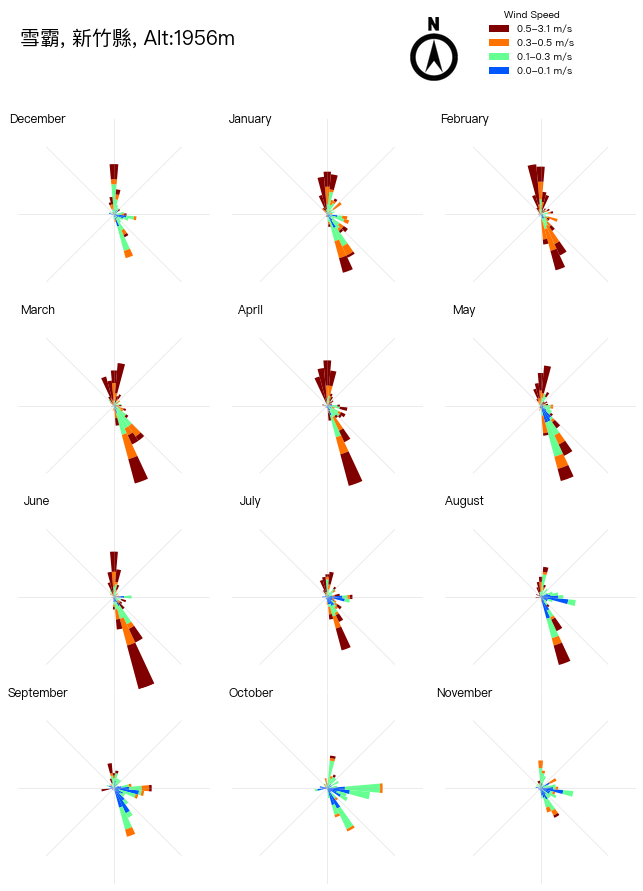 雪霸, 新竹縣, Alt:1956m
N
Wind Speed
0.5–3.1 m/s
0.3–0.5 m/s
0.1–0.3 m/s
0.0–0.1 m/s
December
January
February
March
April
May
June
July
August
September
October
November